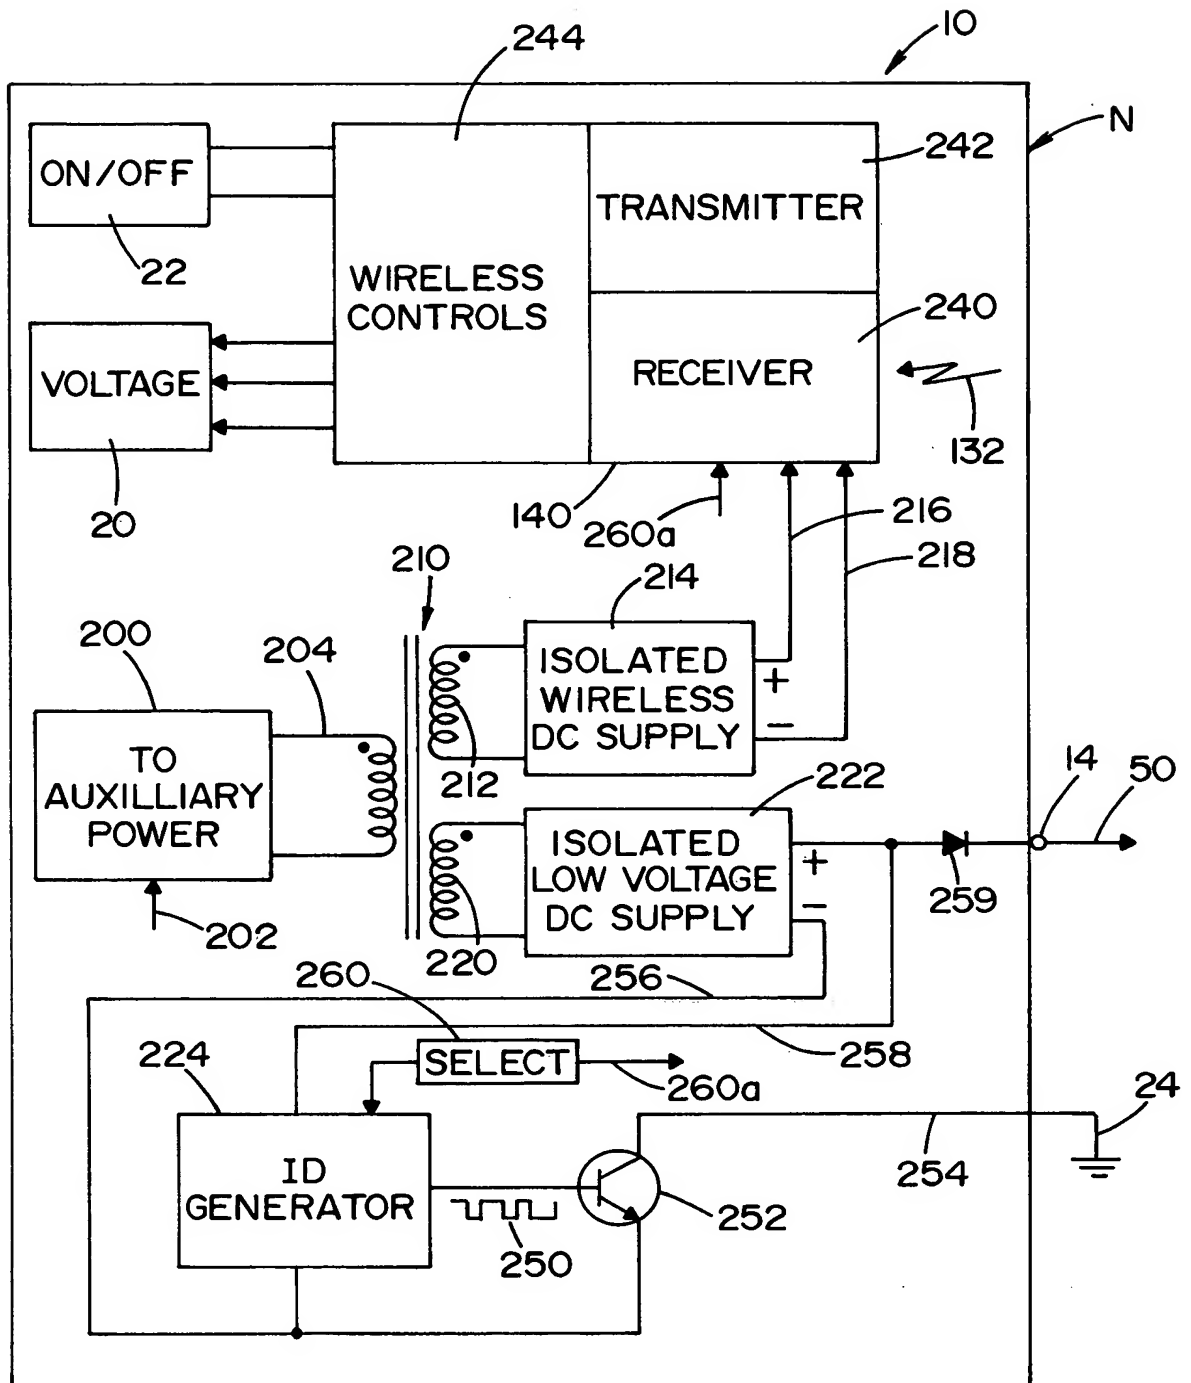 10
244
N
ON/OFF
242
TRANSMITTER
22
WIRELESS
CONTROLS
240
VOLTAGE
RECEIVER
132
20
140
260a
216
218
210
214
200
204
ISOLATED
WIRELESS
DC SUPPLY
+
−
TO
AUXILLIARY
POWER
212
222
14
50
ISOLATED
LOW VOLTAGE
DC SUPPLY
+
−
259
202
220
260
256
224
SELECT
258
260a
24
ID
GENERATOR
254
252
250